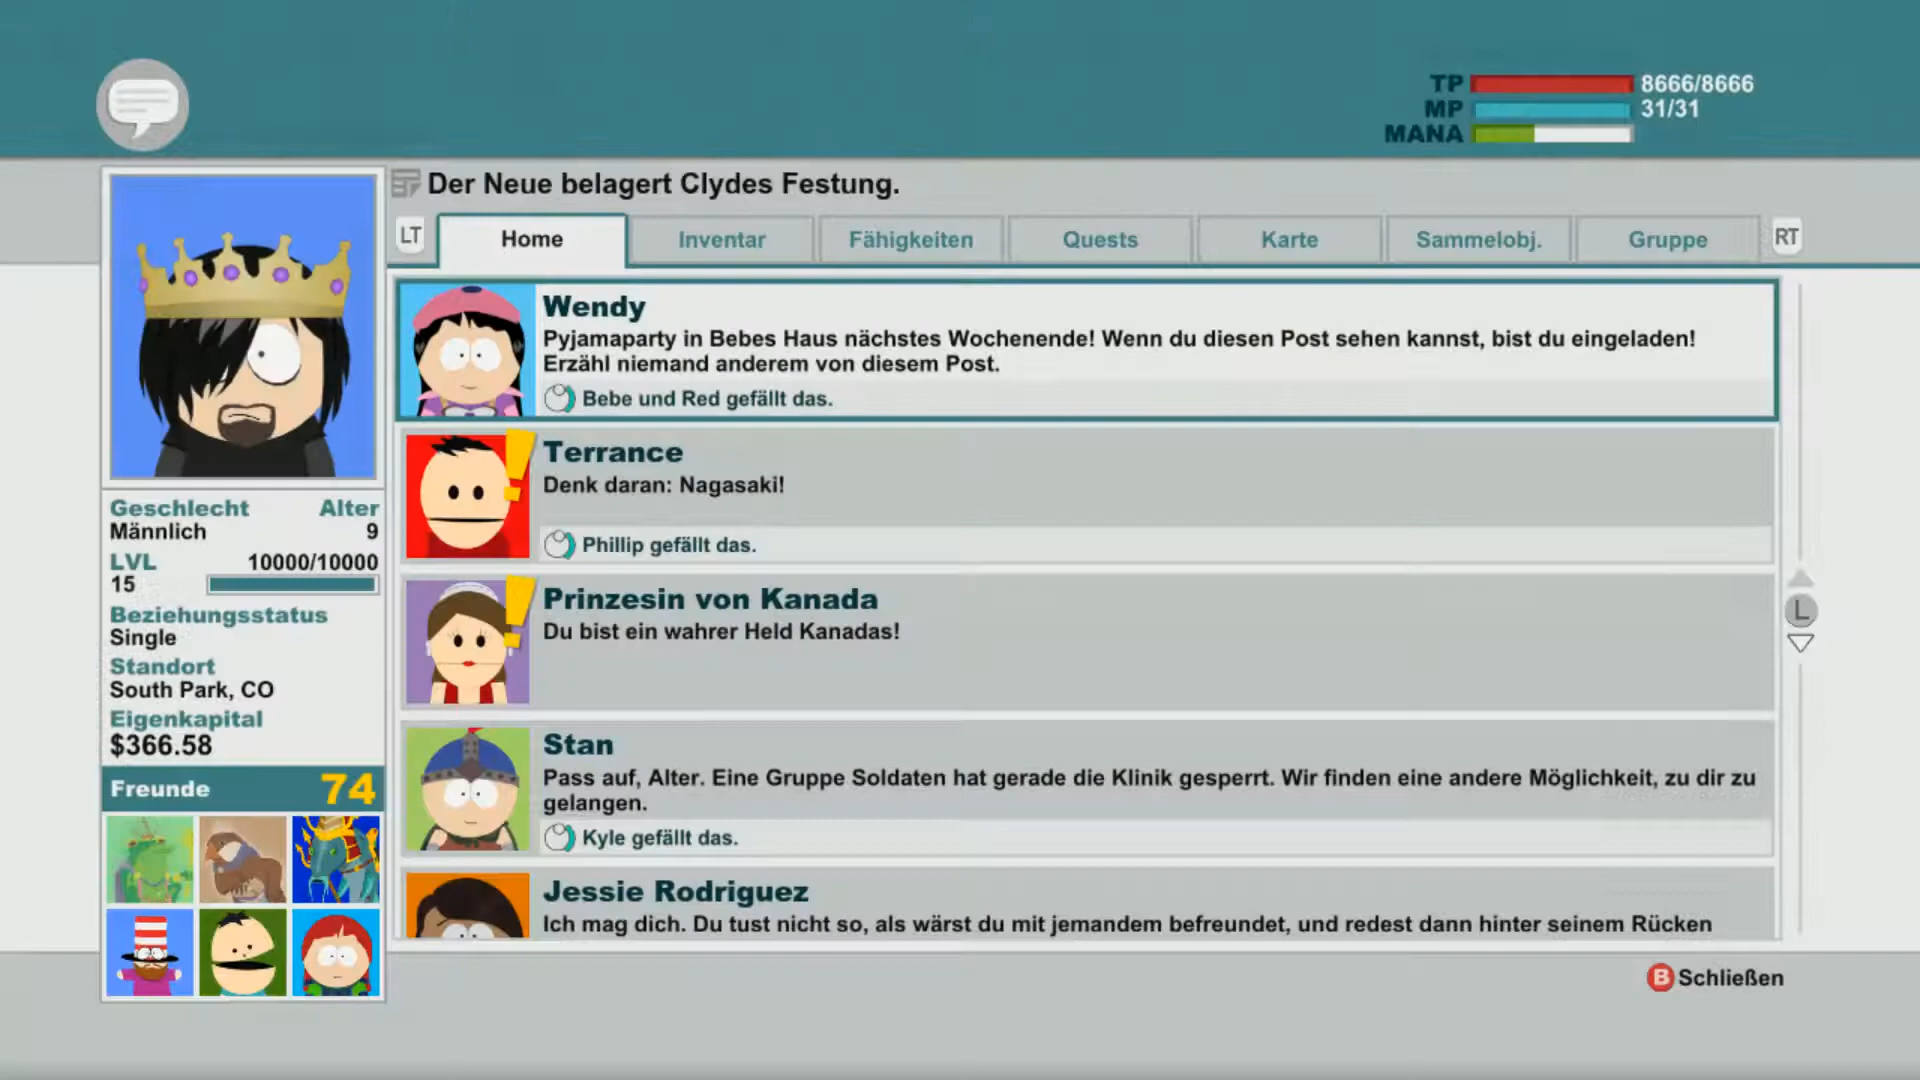 TP 8666/8666
MP 31/31
MANA
Der Neue belagert Clydes Festung.
LT Home Inventar Fähigkeiten Quests Karte Sammelobj. Gruppe RT
Wendy
Pyjamaparty in Bebes Haus nächstes Wochenende! Wenn du diesen Post sehen kannst, bist du eingeladen!
Erzähl niemand anderem von diesem Post.
Bebe und Red gefällt das.
Terrance
Denk daran: Nagasaki!
Phillip gefällt das.
Prinzesin von Kanada
Du bist ein wahrer Held Kanadas!
Stan
Pass auf, Alter. Eine Gruppe Soldaten hat gerade die Klinik gesperrt. Wir finden eine andere Möglichkeit, zu dir zu
gelangen.
Kyle gefällt das.
Jessie Rodriguez
Ich mag dich. Du tust nicht so, als wärst du mit jemandem befreundet, und redest dann hinter seinem Rücken
L
Geschlecht Alter
Männlich 9
LVL 10000/10000
15
Beziehungsstatus
Single
Standort
South Park, CO
Eigenkapital
$366.58
Freunde 74
B Schließen